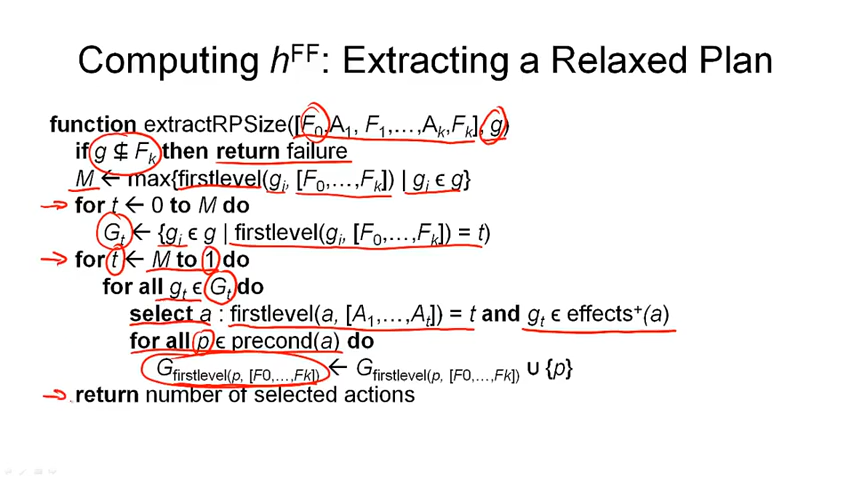 Computing hFF: Extracting a Relaxed Plan
function extractRPSize([F0,A1, F1,…,Ak,Fk], g)
if g ⊈ Fk then return failure
M ← max{firstlevel(gi, [F0,…,Fk]) | gi ϵ g}
for t ← 0 to M do
Gt ← {gi ϵ g | firstlevel(gi, [F0,…,Fk]) = t)
for t ← M to 1 do
for all gt ϵ Gt do
select a : firstlevel(a, [A1,…,At]) = t and gt ϵ effects+(a)
for all p ϵ precond(a) do
Gfirstlevel(p, [F0,…,Fk]) ← Gfirstlevel(p, [F0,…,Fk]) ∪ {p}
return number of selected actions